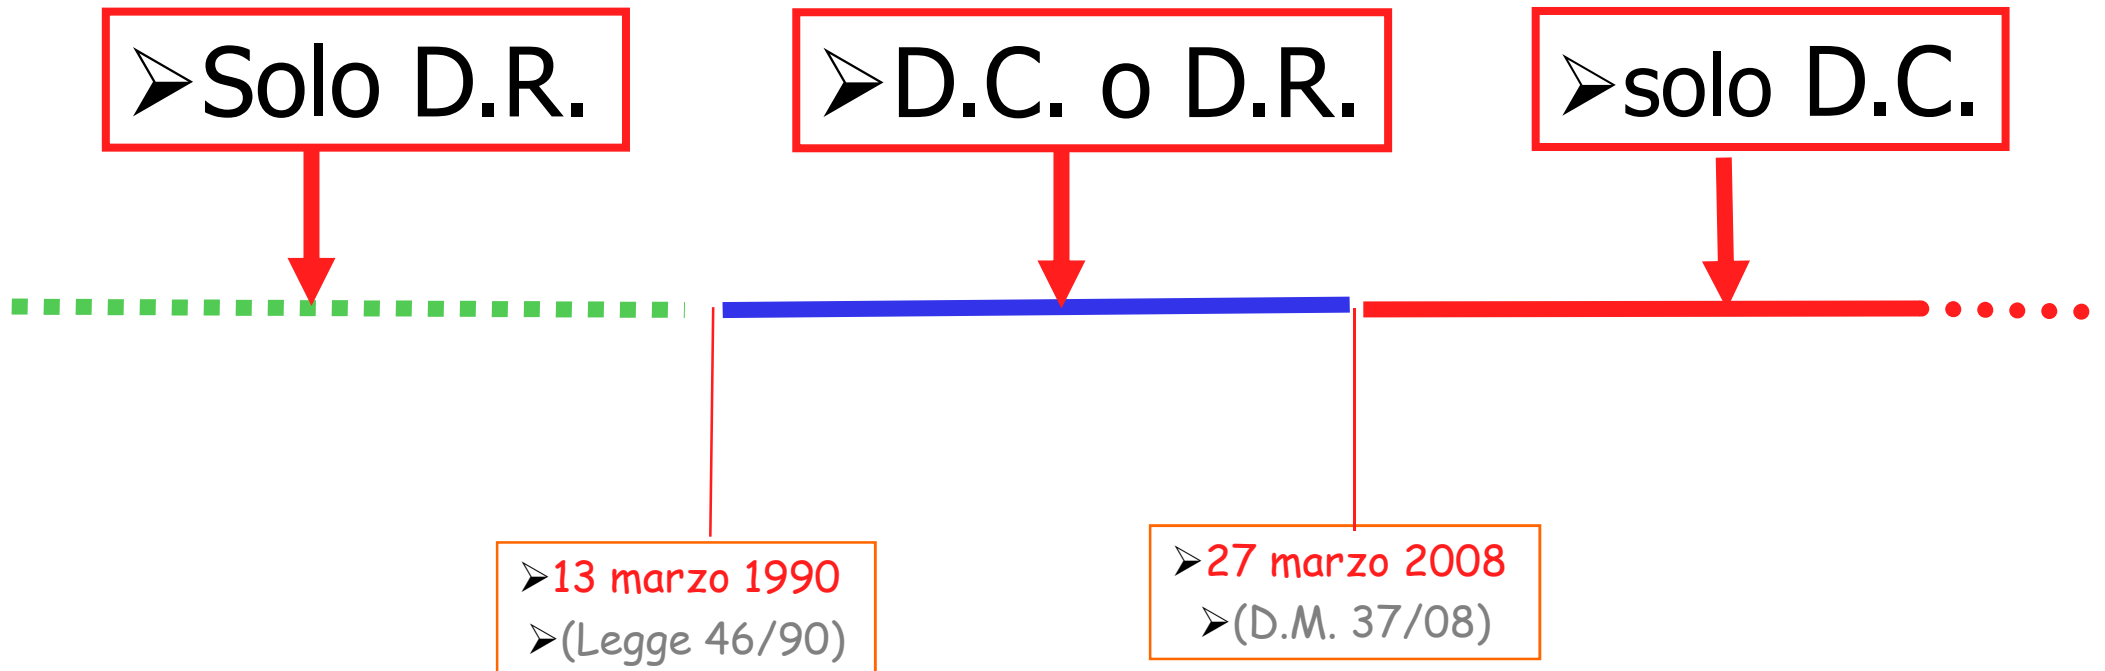 ➢Solo D.R.
➢D.C. o D.R.
➢solo D.C.
➢13 marzo 1990
➢(Legge 46/90)
➢27 marzo 2008
➢(D.M. 37/08)